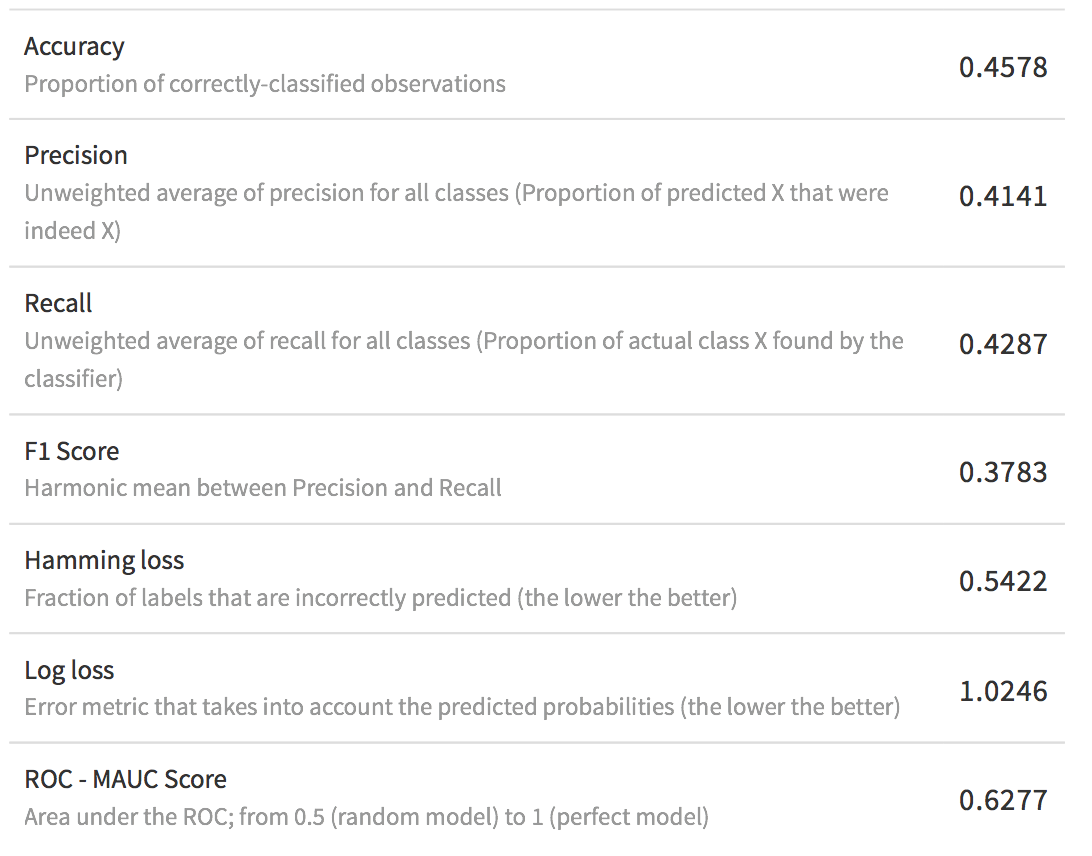 Accuracy
0.4578
Proportion of correctly-classified observations
Precision
Unweighted average of precision for all classes (Proportion of predicted X that were
0.4141
indeed X)
Recall
Unweighted average of recall for all classes (Proportion of actual class X found by the
0.4287
classifier)
F1 Score
0.3783
Harmonic mean between Precision and Recall
Hamming loss
0.5422
Fraction of labels that are incorrectly predicted (the lower the better)
Log loss
1.0246
Error metric that takes into account the predicted probabilities (the lower the better)
ROC - MAUC Score
0.6277
Area under the ROC; from 0.5 (random model) to 1 (perfect model)